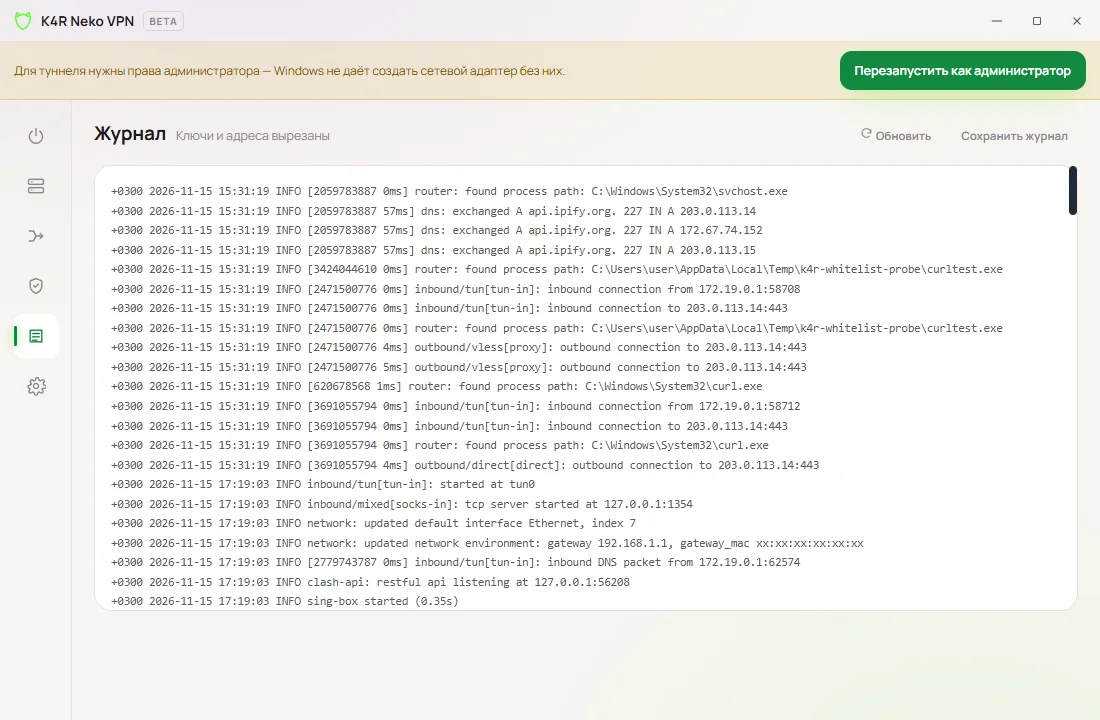 K4R Neko VPN BETA
Для туннеля нужны права администратора — Windows не даёт создать сетевой адаптер без них.
Перезапустить как администратор
Журнал Ключи и адреса вырезаны
Обновить
Сохранить журнал
+0300 2026-11-15 15:31:19 INFO [2059783887 0ms] router: found process path: C:\Windows\System32\svchost.exe
+0300 2026-11-15 15:31:19 INFO [2059783887 57ms] dns: exchanged A api.ipify.org. 227 IN A 203.0.113.14
+0300 2026-11-15 15:31:19 INFO [2059783887 57ms] dns: exchanged A api.ipify.org. 227 IN A 172.67.74.152
+0300 2026-11-15 15:31:19 INFO [2059783887 57ms] dns: exchanged A api.ipify.org. 227 IN A 203.0.113.15
+0300 2026-11-15 15:31:19 INFO [3424044610 0ms] router: found process path: C:\Users\user\AppData\Local\Temp\k4r-whitelist-probe\curltest.exe
+0300 2026-11-15 15:31:19 INFO [2471500776 0ms] inbound/tun[tun-in]: inbound connection from 172.19.0.1:58708
+0300 2026-11-15 15:31:19 INFO [2471500776 0ms] inbound/tun[tun-in]: inbound connection to 203.0.113.14:443
+0300 2026-11-15 15:31:19 INFO [2471500776 0ms] router: found process path: C:\Users\user\AppData\Local\Temp\k4r-whitelist-probe\curltest.exe
+0300 2026-11-15 15:31:19 INFO [2471500776 4ms] outbound/vless[proxy]: outbound connection to 203.0.113.14:443
+0300 2026-11-15 15:31:19 INFO [2471500776 5ms] outbound/vless[proxy]: outbound connection to 203.0.113.14:443
+0300 2026-11-15 15:31:19 INFO [620678568 1ms] router: found process path: C:\Windows\System32\curl.exe
+0300 2026-11-15 15:31:19 INFO [3691055794 0ms] inbound/tun[tun-in]: inbound connection from 172.19.0.1:58712
+0300 2026-11-15 15:31:19 INFO [3691055794 0ms] inbound/tun[tun-in]: inbound connection to 203.0.113.14:443
+0300 2026-11-15 15:31:19 INFO [3691055794 0ms] router: found process path: C:\Windows\System32\curl.exe
+0300 2026-11-15 15:31:19 INFO [3691055794 4ms] outbound/direct[direct]: outbound connection to 203.0.113.14:443
+0300 2026-11-15 17:19:03 INFO inbound/tun[tun-in]: started at tun0
+0300 2026-11-15 17:19:03 INFO inbound/mixed[socks-in]: tcp server started at 127.0.0.1:1354
+0300 2026-11-15 17:19:03 INFO network: updated default interface Ethernet, index 7
+0300 2026-11-15 17:19:03 INFO network: updated network environment: gateway 192.168.1.1, gateway_mac xx:xx:xx:xx:xx:xx
+0300 2026-11-15 17:19:03 INFO [2779743787 0ms] inbound/tun[tun-in]: inbound DNS packet from 172.19.0.1:62574
+0300 2026-11-15 17:19:03 INFO clash-api: restful api listening at 127.0.0.1:56208
+0300 2026-11-15 17:19:03 INFO sing-box started (0.35s)